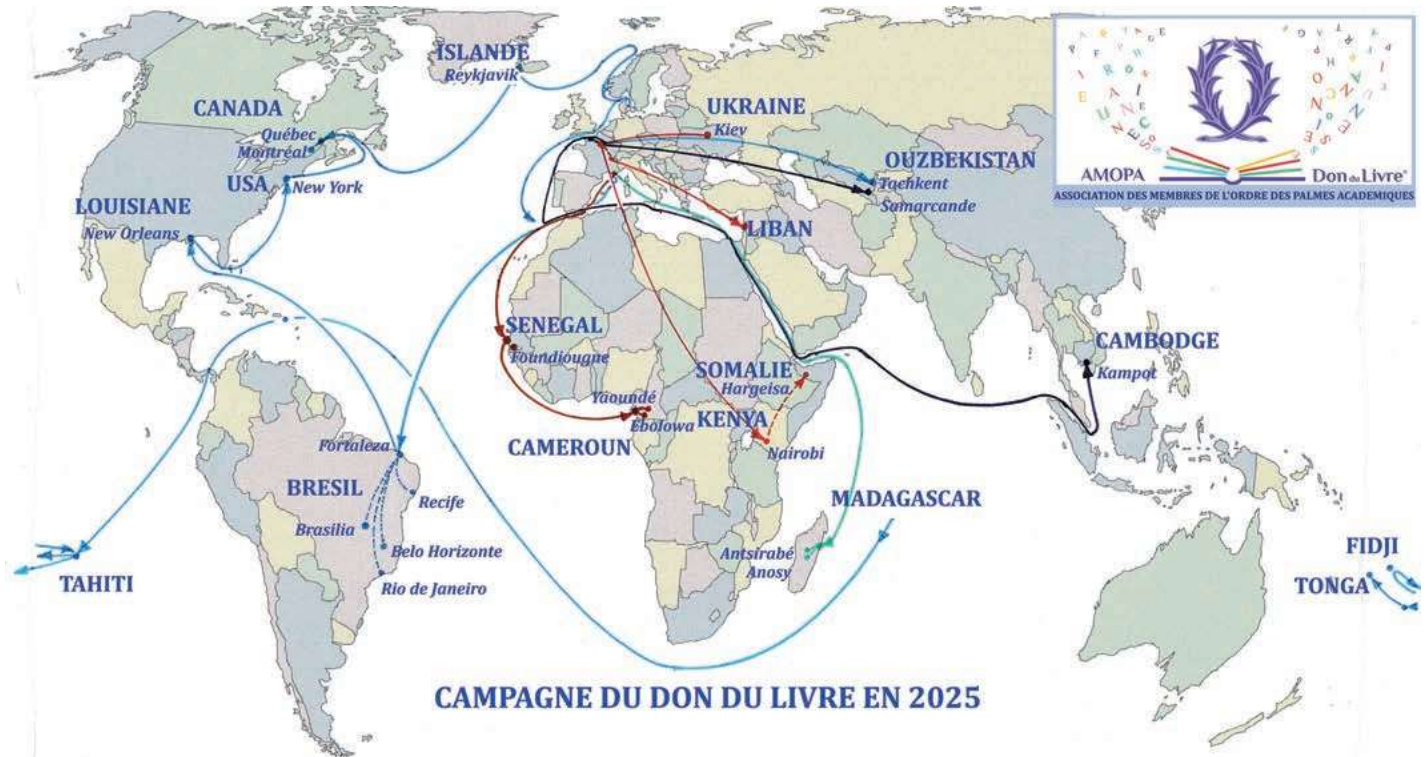 ISLANDE
Reykjavik
CANADA
Québec
Montréal
USA
New York
LOUISIANE
New Orleans
UKRAINE
Kiev
OUZBEKISTAN
Tachkent
Samarcande
LIBAN
AMOPA
Don du Livre®
ASSOCIATION DES MEMBRES DE L'ORDRE DES PALMES ACADEMIQUES
SENEGAL
Foundiougne
SOMALIE
Hargeisa
CAMBODGE
Kampot
Yaoundé
Ebolowa
KENYA
CAMEROUN
Nairobi
Fortaleza
BRESIL
Recife
Brasilia
Belo Horizonte
Rio de Janeiro
MADAGASCAR
Antsirabé
Anosy
TAHITI
FIDJI
TONGA
CAMPAGNE DU DON DU LIVRE EN 2025